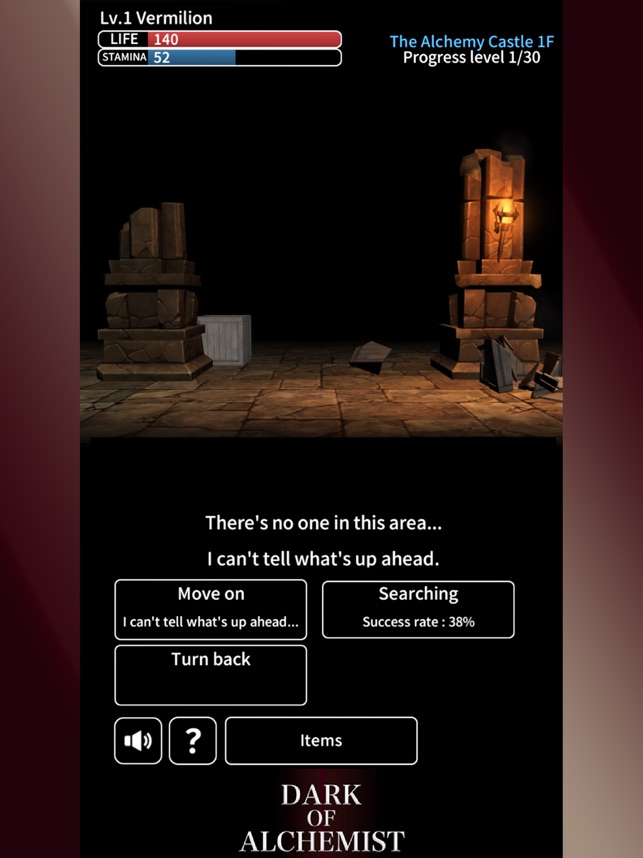 Lv.1 Vermilion
LIFE 140
STAMINA 52
The Alchemy Castle 1F
Progress level 1/30
There's no one in this area...
I can't tell what's up ahead.
Move on
I can't tell what's up ahead...
Searching
Success rate : 38%
Turn back
?
Items
DARK
OF
ALCHEMIST